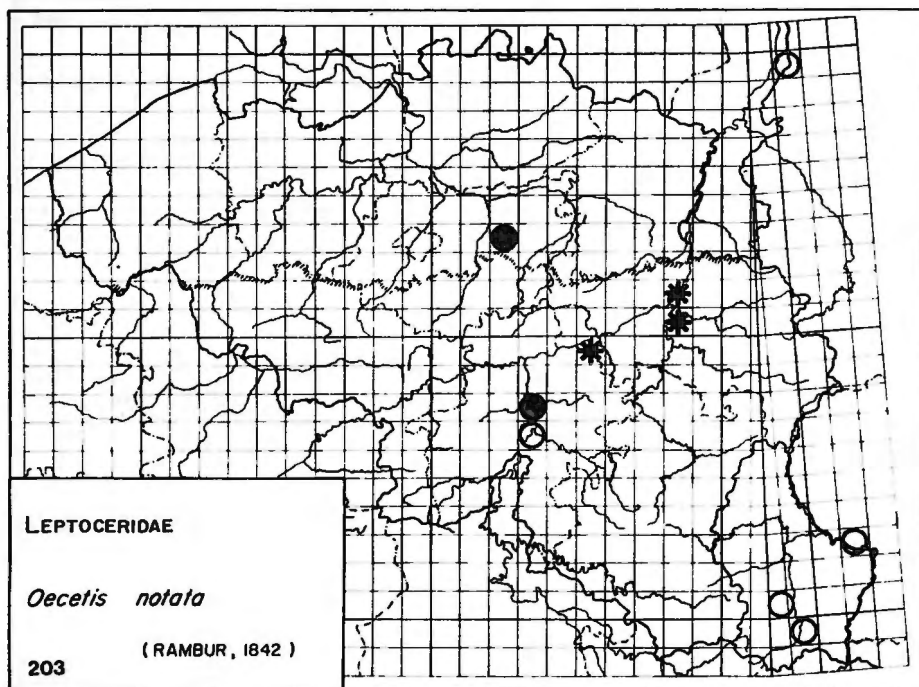 LEPTOCERIDAE
Oecetis notata
(RAMBUR, 1842)
203